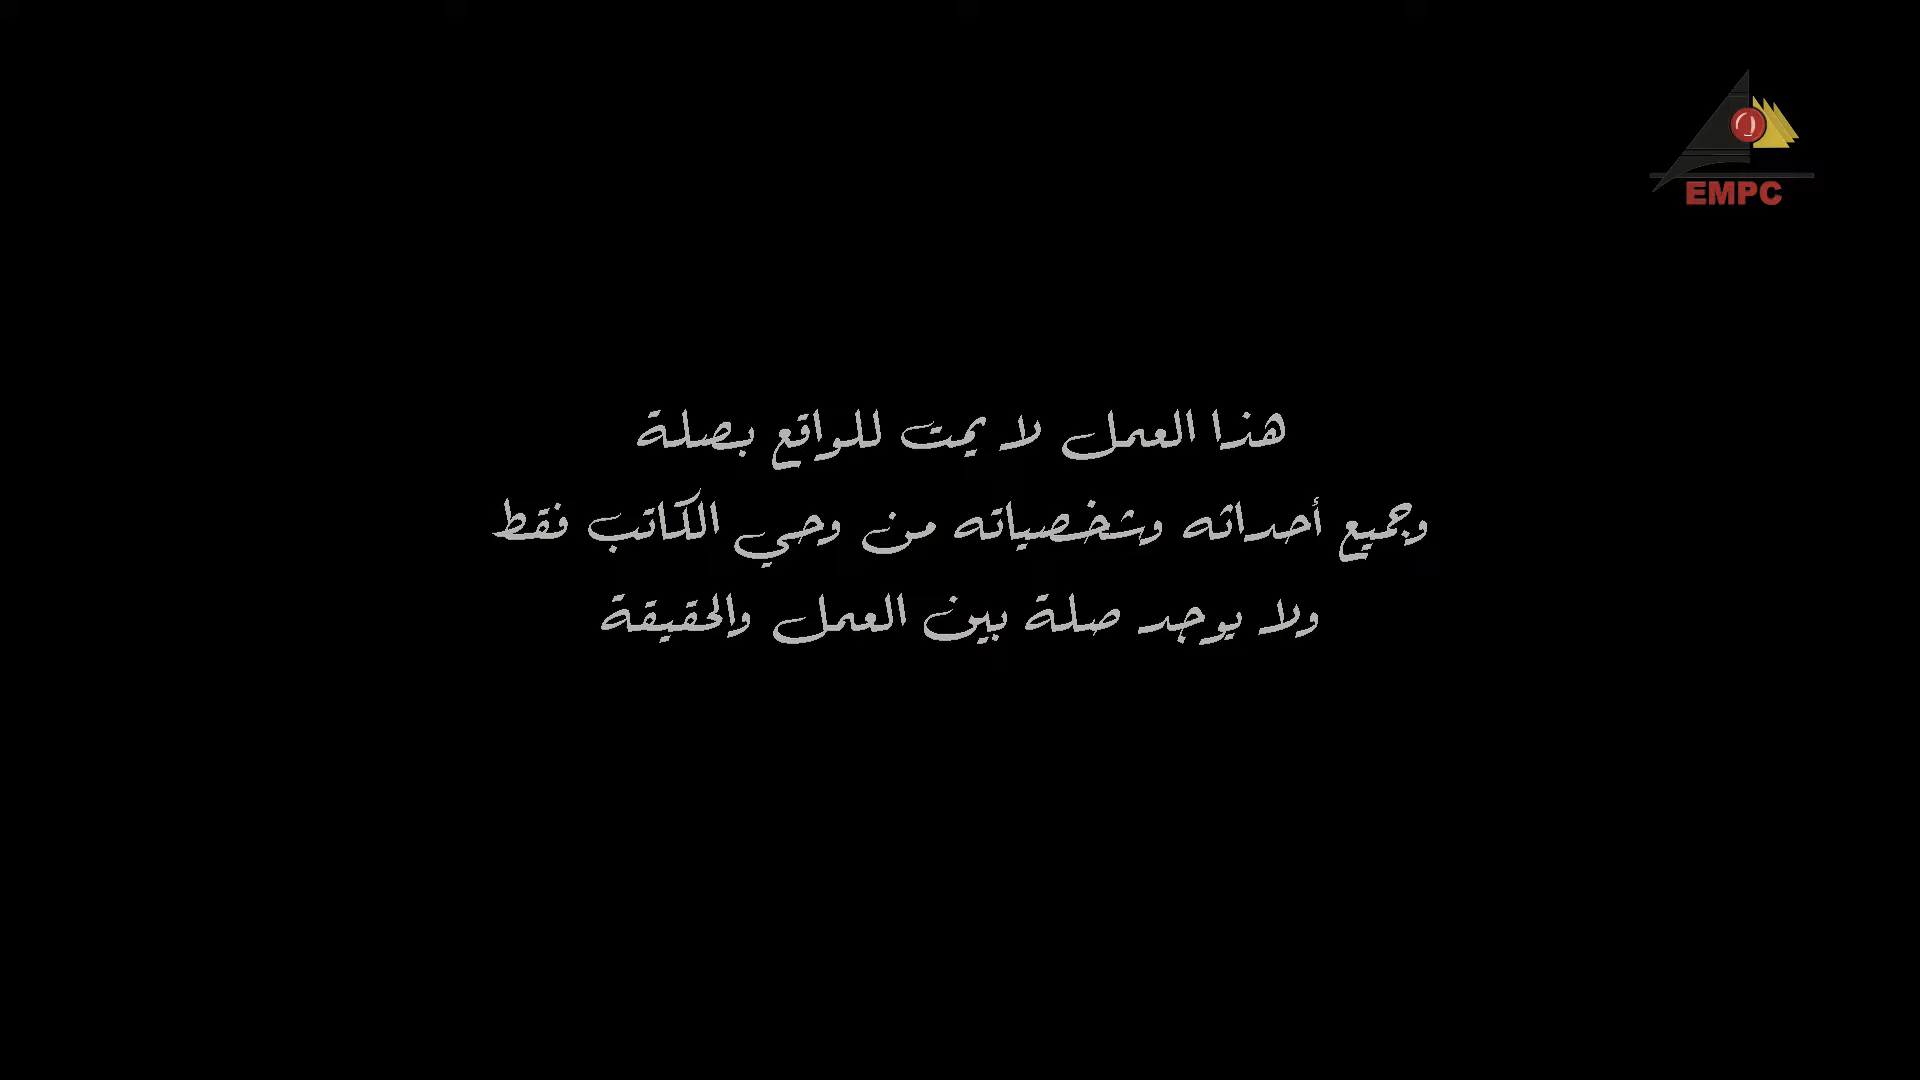 EMPC
هذا العمل لا يمت للواقع بصلة
وجميع أحداثه وشخصياته من وحي الكاتب فقط
ولا يوجد صلة بين العمل والحقيقة